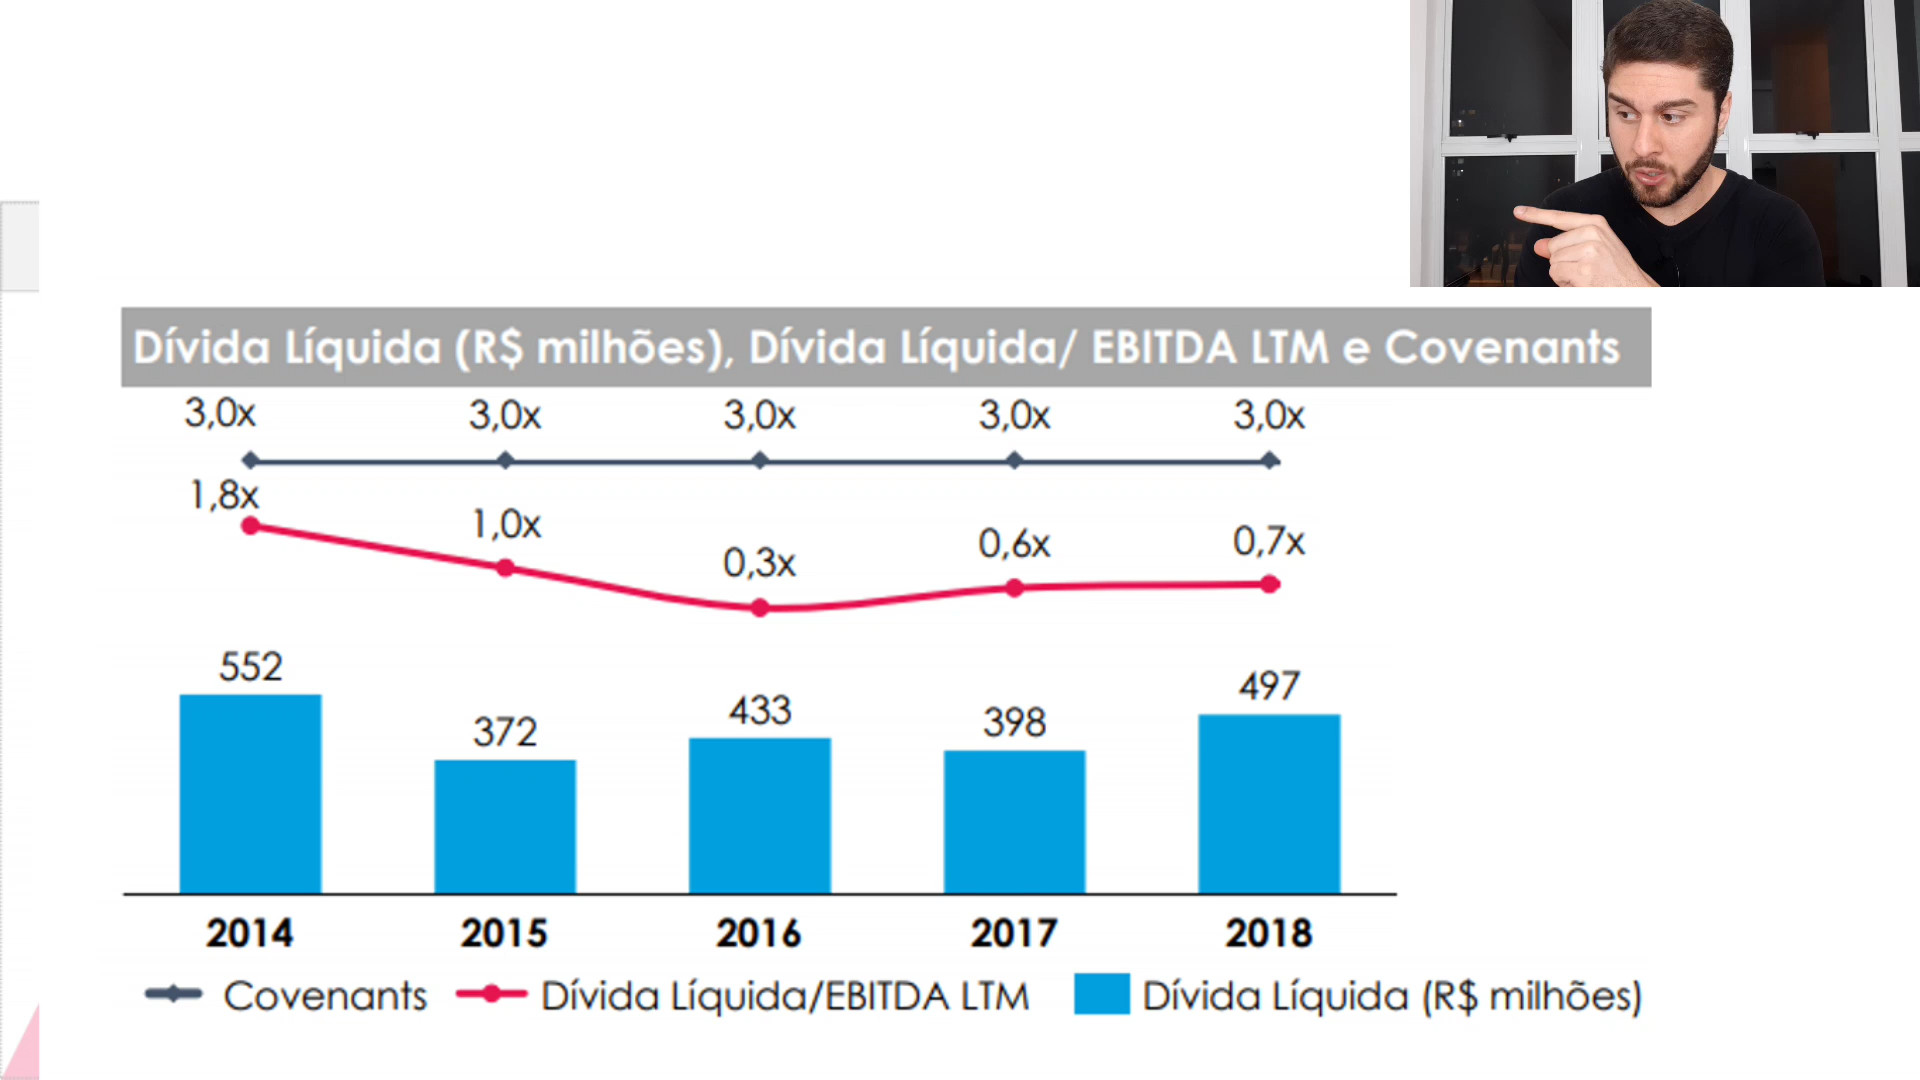 Dívida Líquida (R$ milhões), Dívida Líquida/ EBITDA LTM e Covenants
3,0x 3,0x 3,0x 3,0x 3,0x
1,8x 1,0x 0,3x 0,6x 0,7x
552 372 433 398 497
2014 2015 2016 2017 2018
Covenants Dívida Líquida/EBITDA LTM Dívida Líquida (R$ milhões)